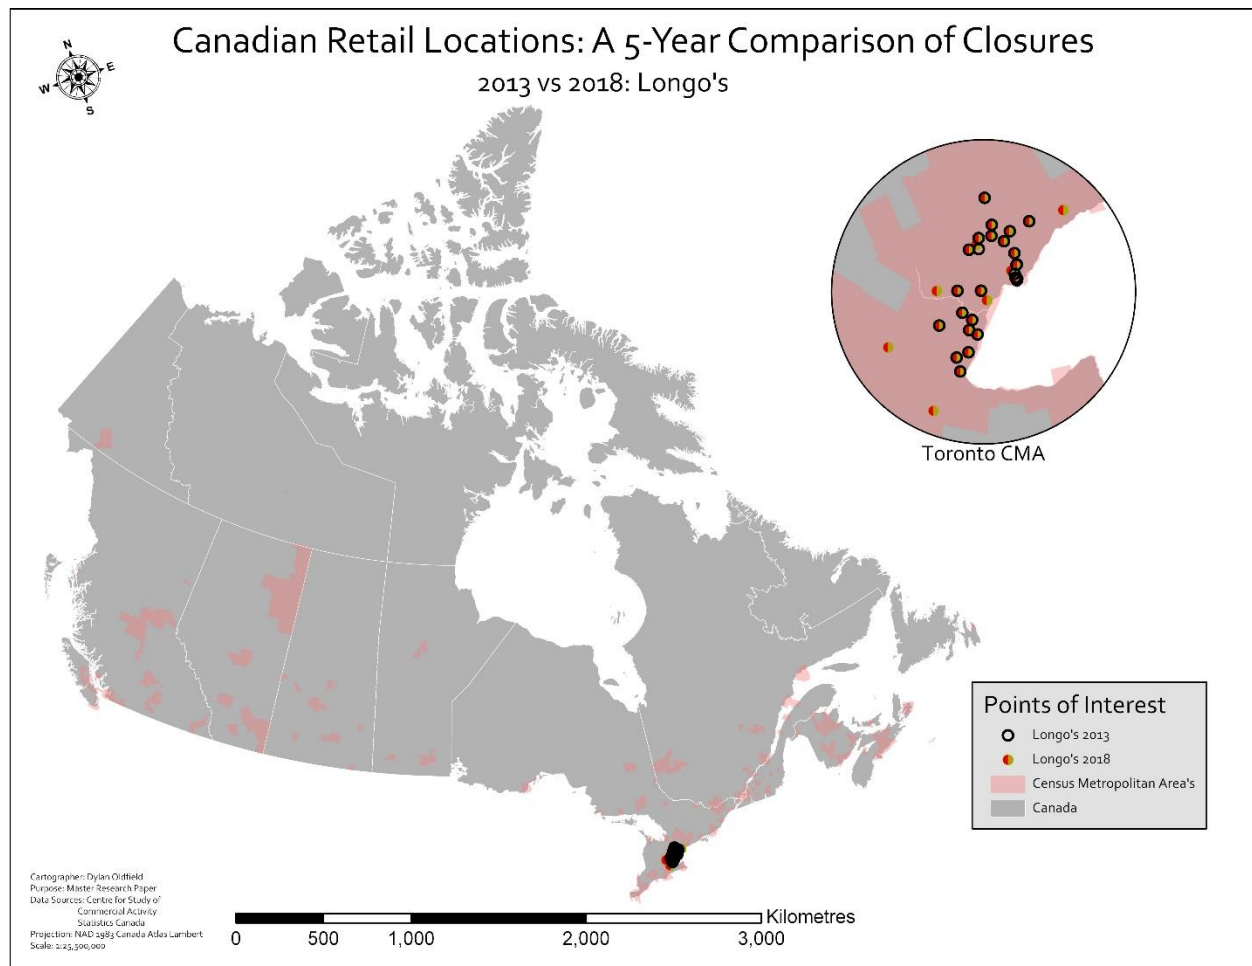 Canadian Retail Locations: A 5-Year Comparison of Closures
2013 vs 2018: Longo's
N
E
W
S
Toronto CMA
Points of Interest
Longo's 2013
Longo's 2018
Census Metropolitan Area's
Canada
Cartographer: Dylan Oldfield
Purpose: Master Research Paper
Data Sources: Centre for Study of
Commercial Activity
Statistics Canada
Projection: NAD 1983 Canada Atlas Lambert
Scale: 1:25,500,000
Kilometres
0 500 1,000 2,000 3,000